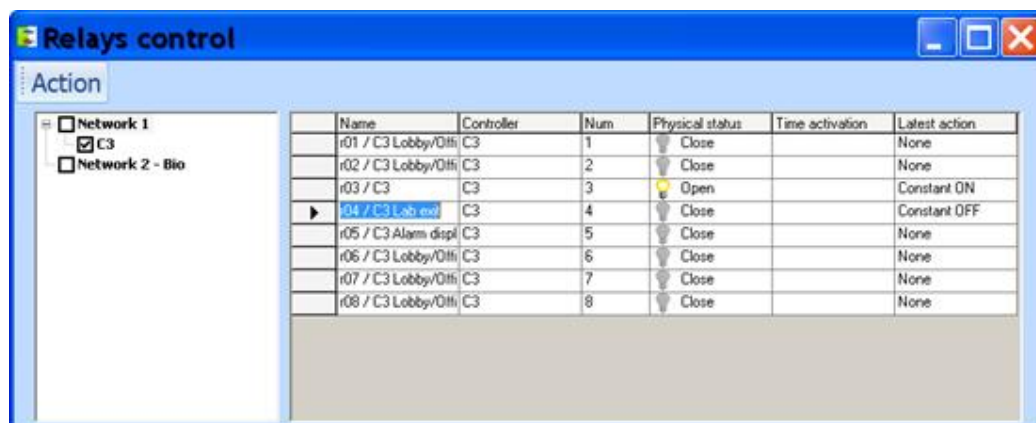 Relays control
Action
Network 1
C3
Network 2 - Bio
Name Controller Num Physical status Time activation Latest action
r01 / C3 Lobby/Offi C3 1 Close None
r02 / C3 Lobby/Offi C3 2 Close None
r03 / C3 C3 3 Open Constant ON
r04 / C3 Lab exit C3 4 Close Constant OFF
r05 / C3 Alarm displ C3 5 Close None
r06 / C3 Lobby/Offi C3 6 Close None
r07 / C3 Lobby/Offi C3 7 Close None
r08 / C3 Lobby/Offi C3 8 Close None